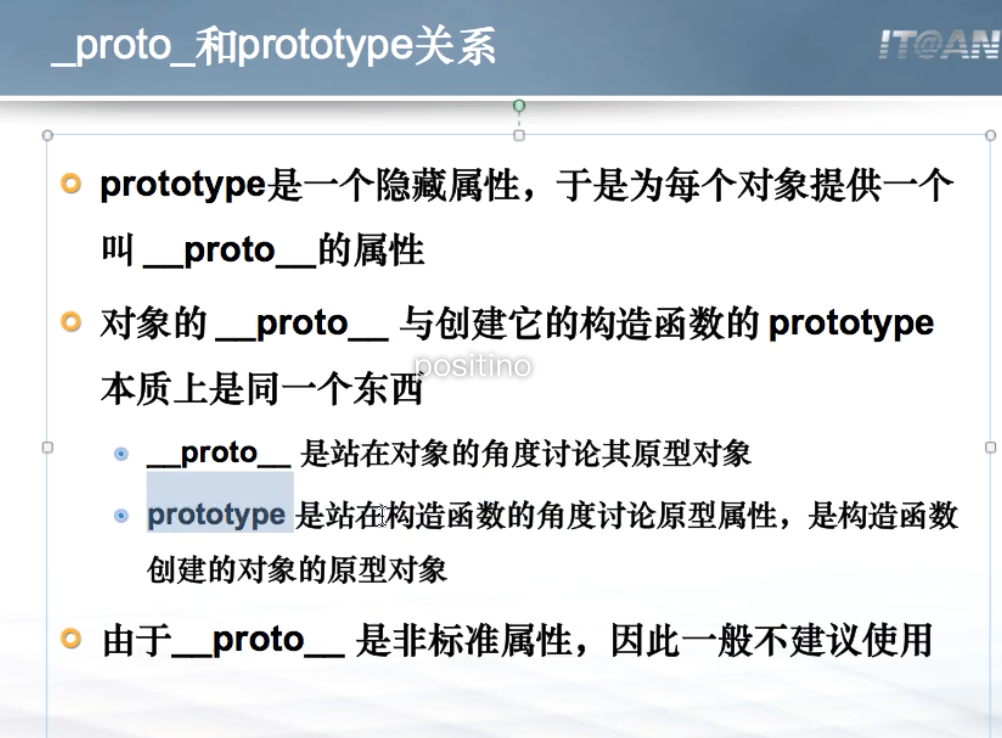 _proto_和prototype关系
IT@AN
prototype是一个隐藏属性，于是为每个对象提供一个
叫 __proto__的属性
对象的 __proto__ 与创建它的构造函数的 prototype
positino
本质上是同一个东西
__proto__ 是站在对象的角度讨论其原型对象
prototype 是站在构造函数的角度讨论原型属性，是构造函数
创建的对象的原型对象
由于__proto__ 是非标准属性，因此一般不建议使用